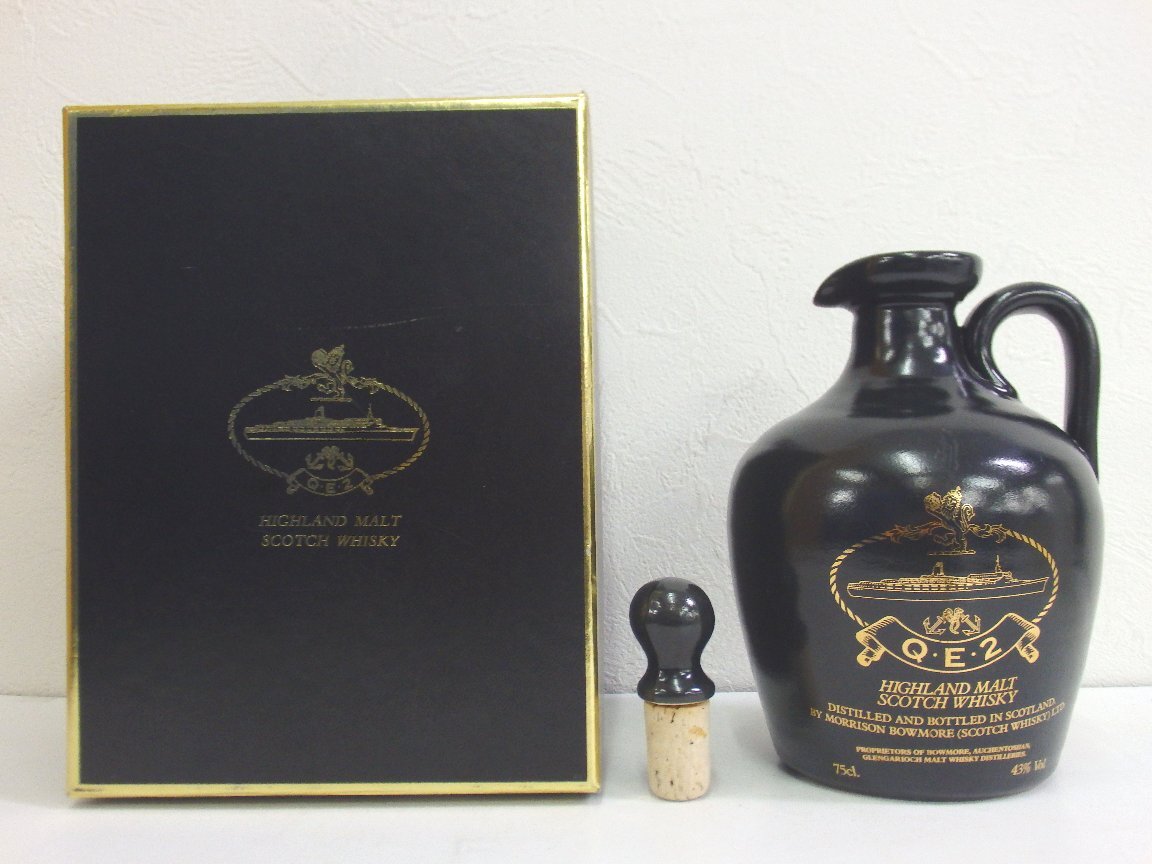 Q·E·2
HIGHLAND MALT
SCOTCH WHISKY
Q·E·2
HIGHLAND MALT
SCOTCH WHISKY
DISTILLED AND BOTTLED IN SCOTLAND
BY MORRISON BOWMORE (SCOTCH WHISKY) LTD
PROPRIETORS OF BOWMORE, AUCHENTOSHAN,
GLENGARIOCH MALT WHISKY DISTILLERIES.
75cl. 43% Vol